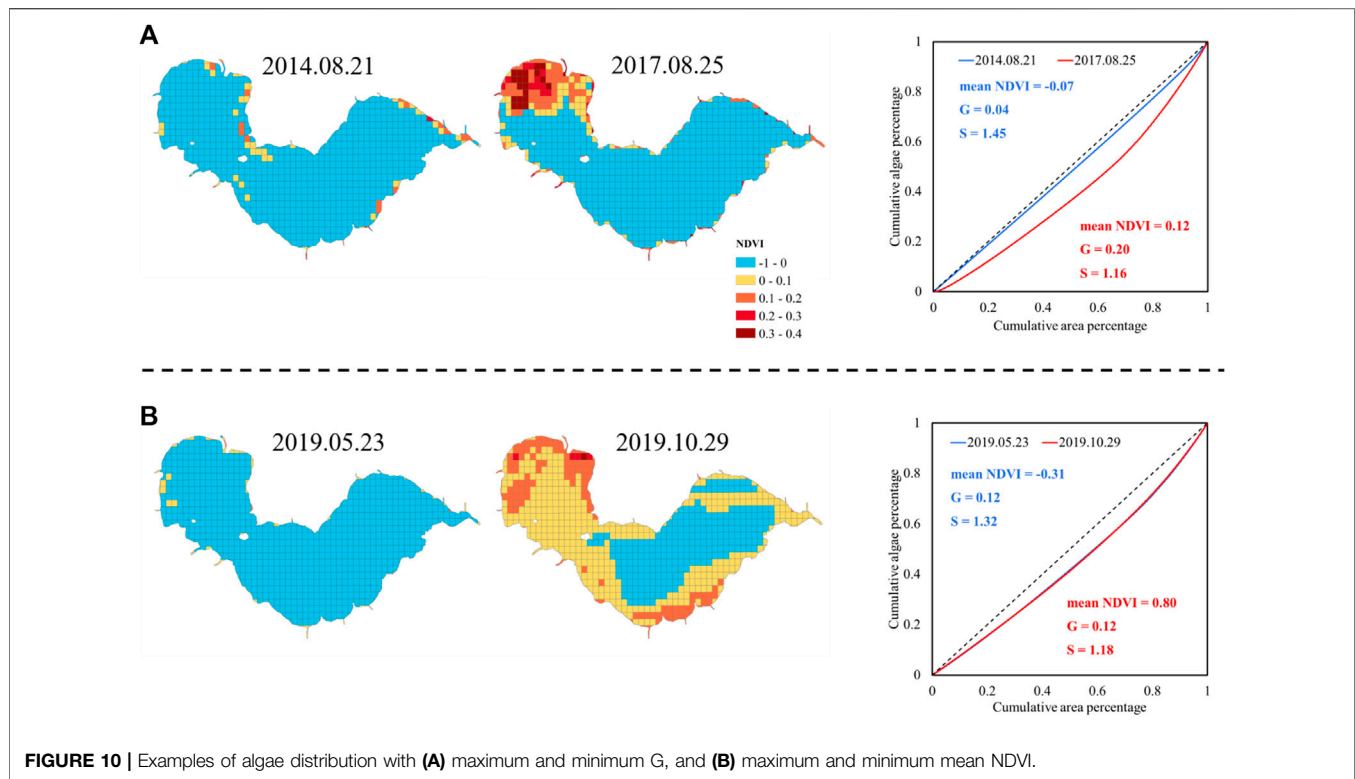 A
2014.08.21
2017.08.25
NDVI
-1 - 0
0 - 0.1
0.1 - 0.2
0.2 - 0.3
0.3 - 0.4
1
0.8
0.6
0.4
0.2
0
Cumulative algae percentage
2014.08.21 2017.08.25
mean NDVI = -0.07
G = 0.04
S = 1.45
mean NDVI = 0.12
G = 0.20
S = 1.16
0 0.2 0.4 0.6 0.8 1
Cumulative area percentage
B
2019.05.23
2019.10.29
1
0.8
0.6
0.4
0.2
0
Cumulative algae percentage
2019.05.23 2019.10.29
mean NDVI = -0.31
G = 0.12
S = 1.32
mean NDVI = 0.80
G = 0.12
S = 1.18
0 0.2 0.4 0.6 0.8 1
Cumulative area percentage
FIGURE 10 | Examples of algae distribution with (A) maximum and minimum G, and (B) maximum and minimum mean NDVI.